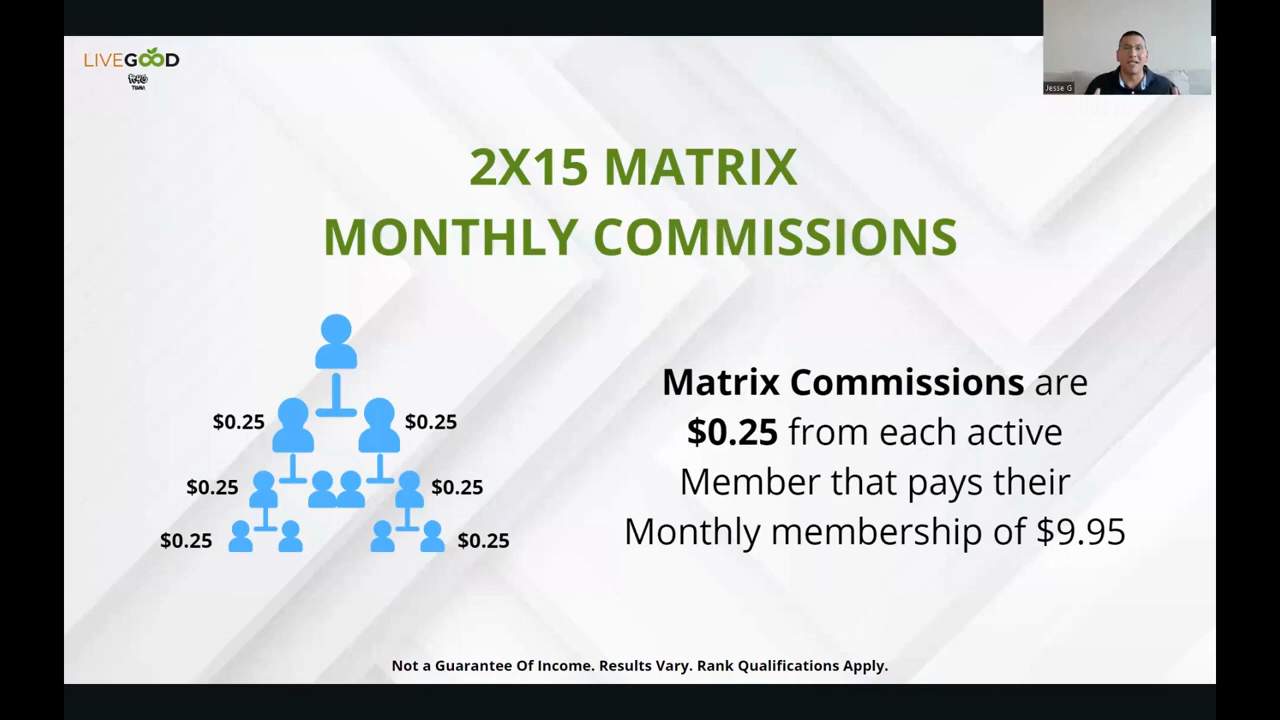 LIVEGOOD
TEAM
Jesse G
2X15 MATRIX
MONTHLY COMMISSIONS
$0.25
$0.25
$0.25
$0.25
$0.25
$0.25
Matrix Commissions are
$0.25 from each active
Member that pays their
Monthly membership of $9.95
Not a Guarantee Of Income. Results Vary. Rank Qualifications Apply.